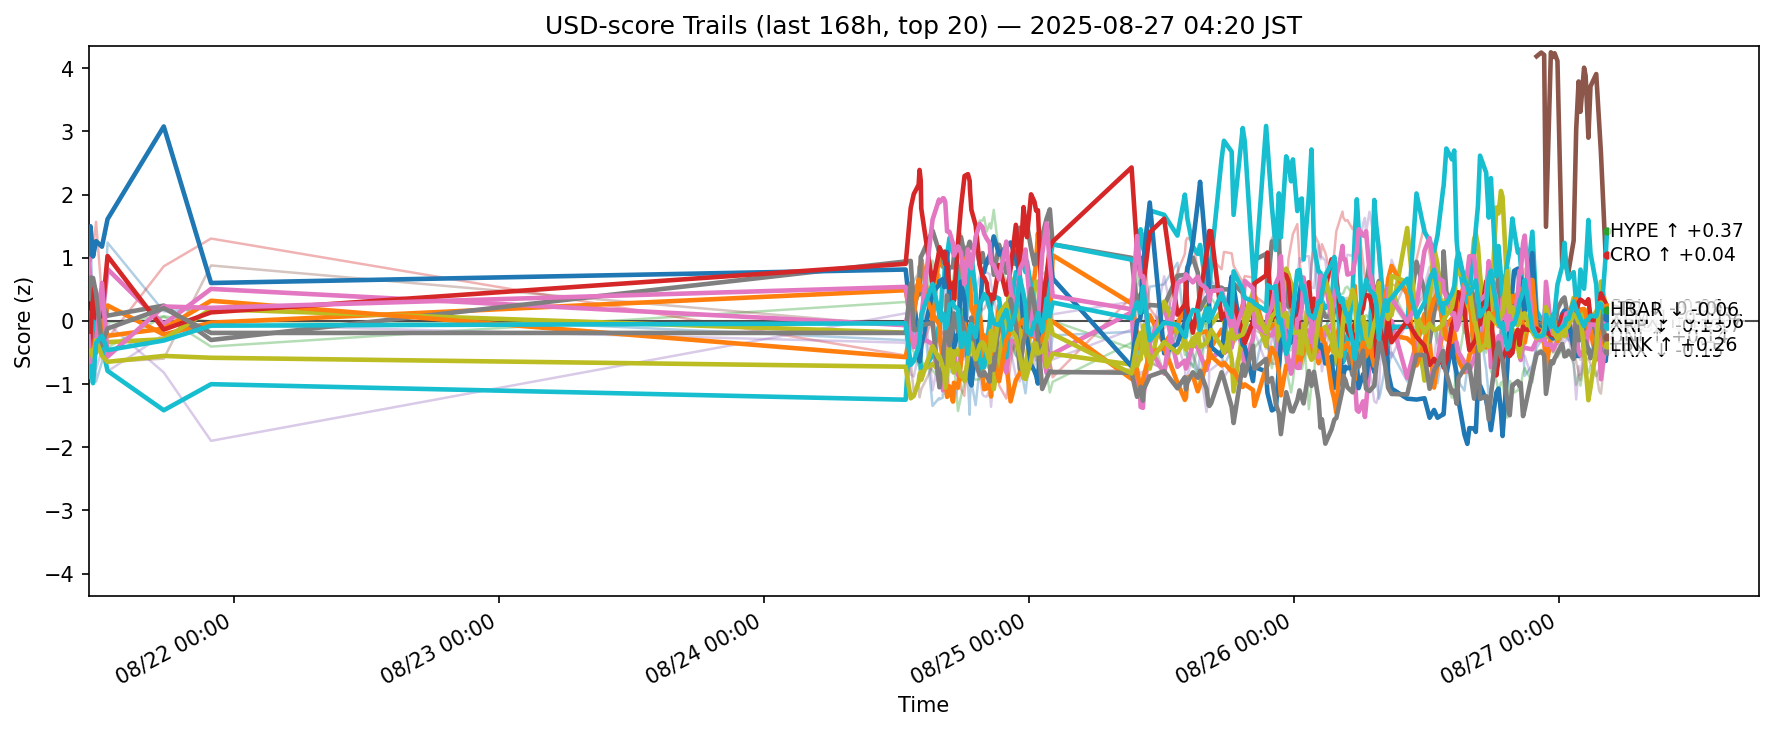 USD-score Trails (last 168h, top 20) — 2025-08-27 04:20 JST
Score (z)
4
3
2
1
0
−1
−2
−3
−4
HYPE ↑ +0.37
CRO ↑ +0.04
HBAR ↓ -0.06
LINK ↑ +0.26
08/22 00:00
08/23 00:00
08/24 00:00
08/25 00:00
08/26 00:00
08/27 00:00
Time